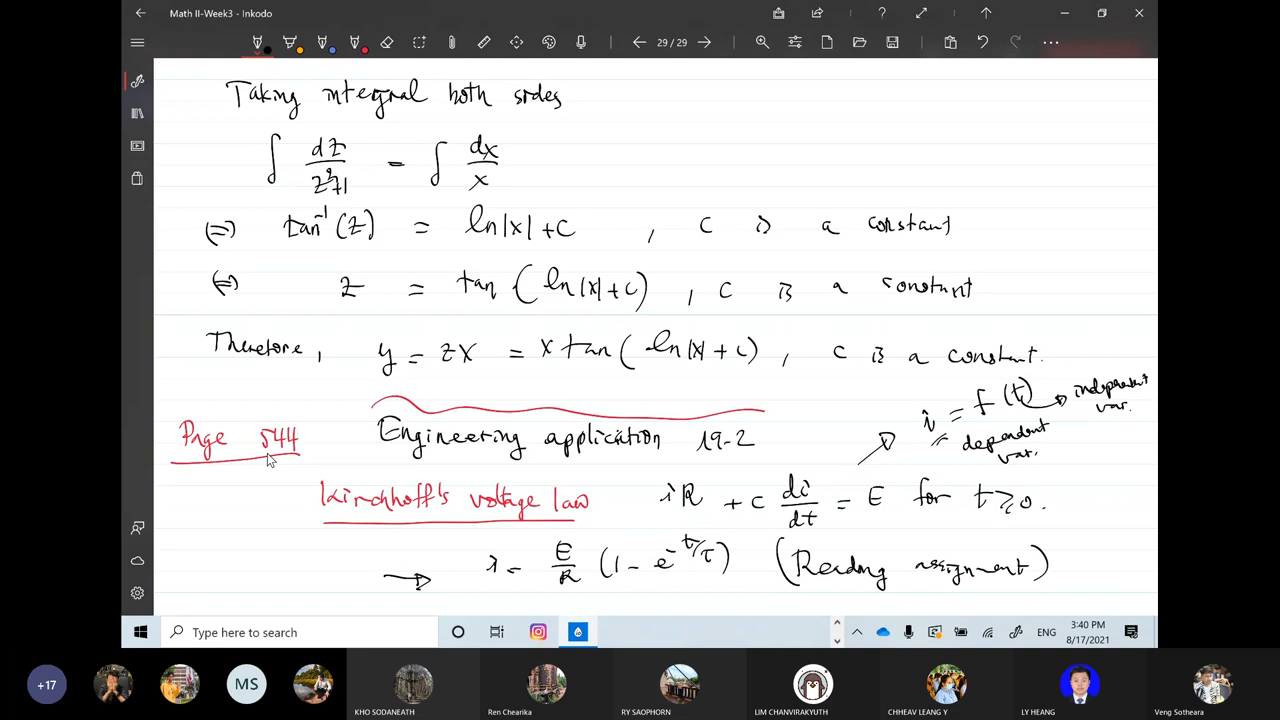 Math II-Week3 - Inkodo
29 / 29
Taking integral both sides
∫ dz/(z²+1) = ∫ dx/x
(=) tan⁻¹(z) = ln|x| + c , c is a constant
(=) z = tan(ln|x| + c) , c is a constant
Therefore, y = zx = x tan(ln|x| + c), c is a constant.
i = f(t) → independent var.
dependent var.
Page 544 Engineering application 19-2
Kirchhoff's voltage law iR + c di/dt = E for t ≥ 0.
→ i = E/R (1 - e^-t/τ) (Reading assignment)
Type here to search
ENG
3:40 PM
8/17/2021
+17
MS
KHO SODANEATH
Ren Chearika
RY SAOPHORN
LIM CHANVIRAKYUTH
CHHEAV LEANG Y
LY HEANG
Veng Sotheara